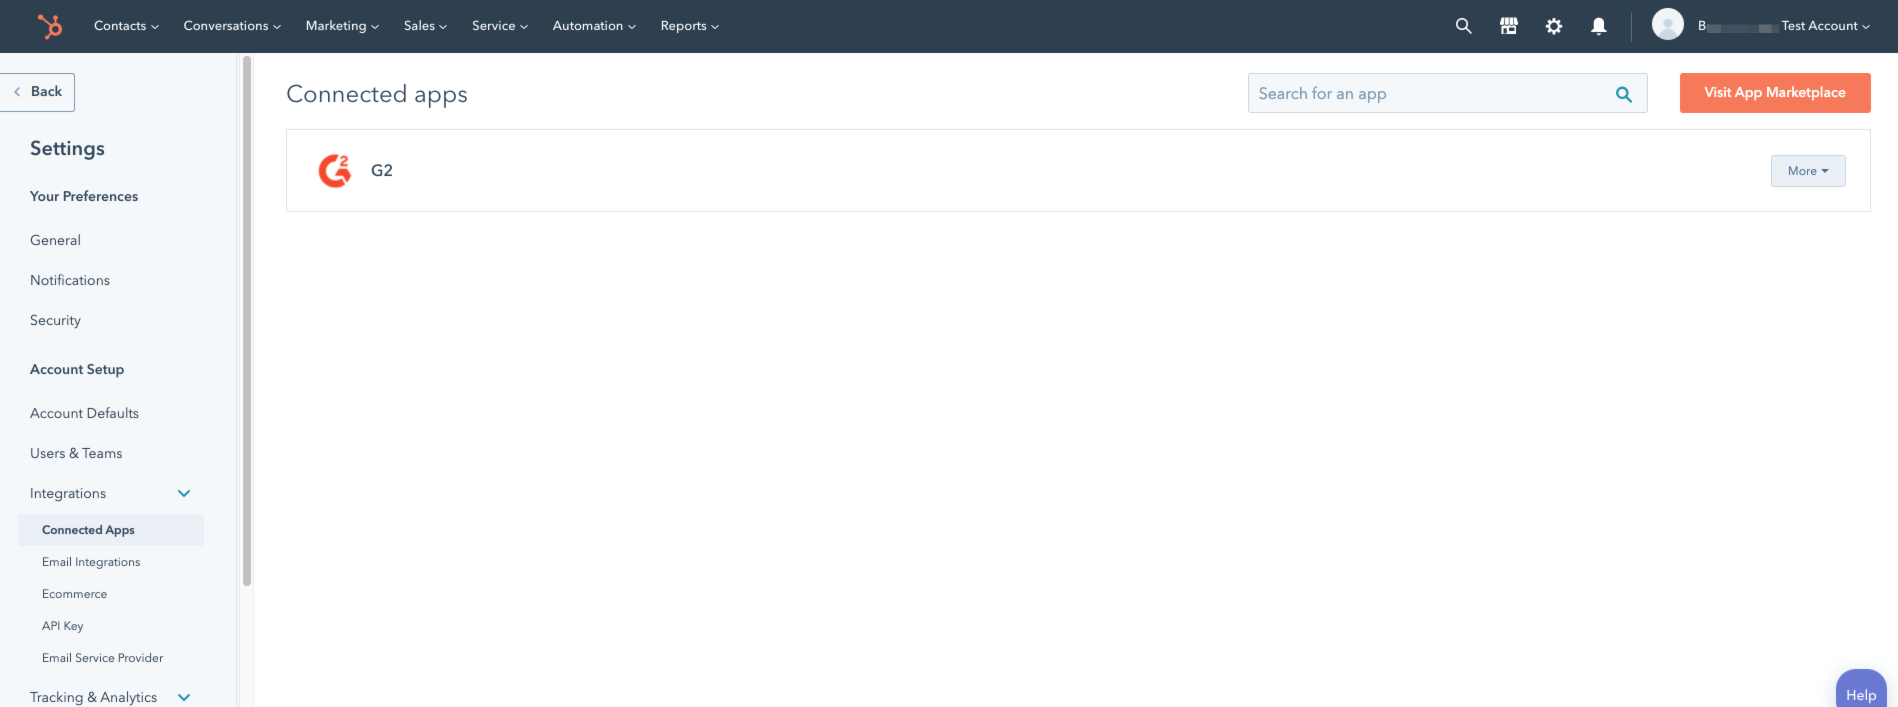 Contacts Conversations Marketing Sales Service Automation Reports Test Account
Back
Connected apps
Search for an app
Visit App Marketplace
G2
More
Settings
Your Preferences
General
Notifications
Security
Account Setup
Account Defaults
Users & Teams
Integrations
Connected Apps
Email Integrations
Ecommerce
API Key
Email Service Provider
Tracking & Analytics
Help